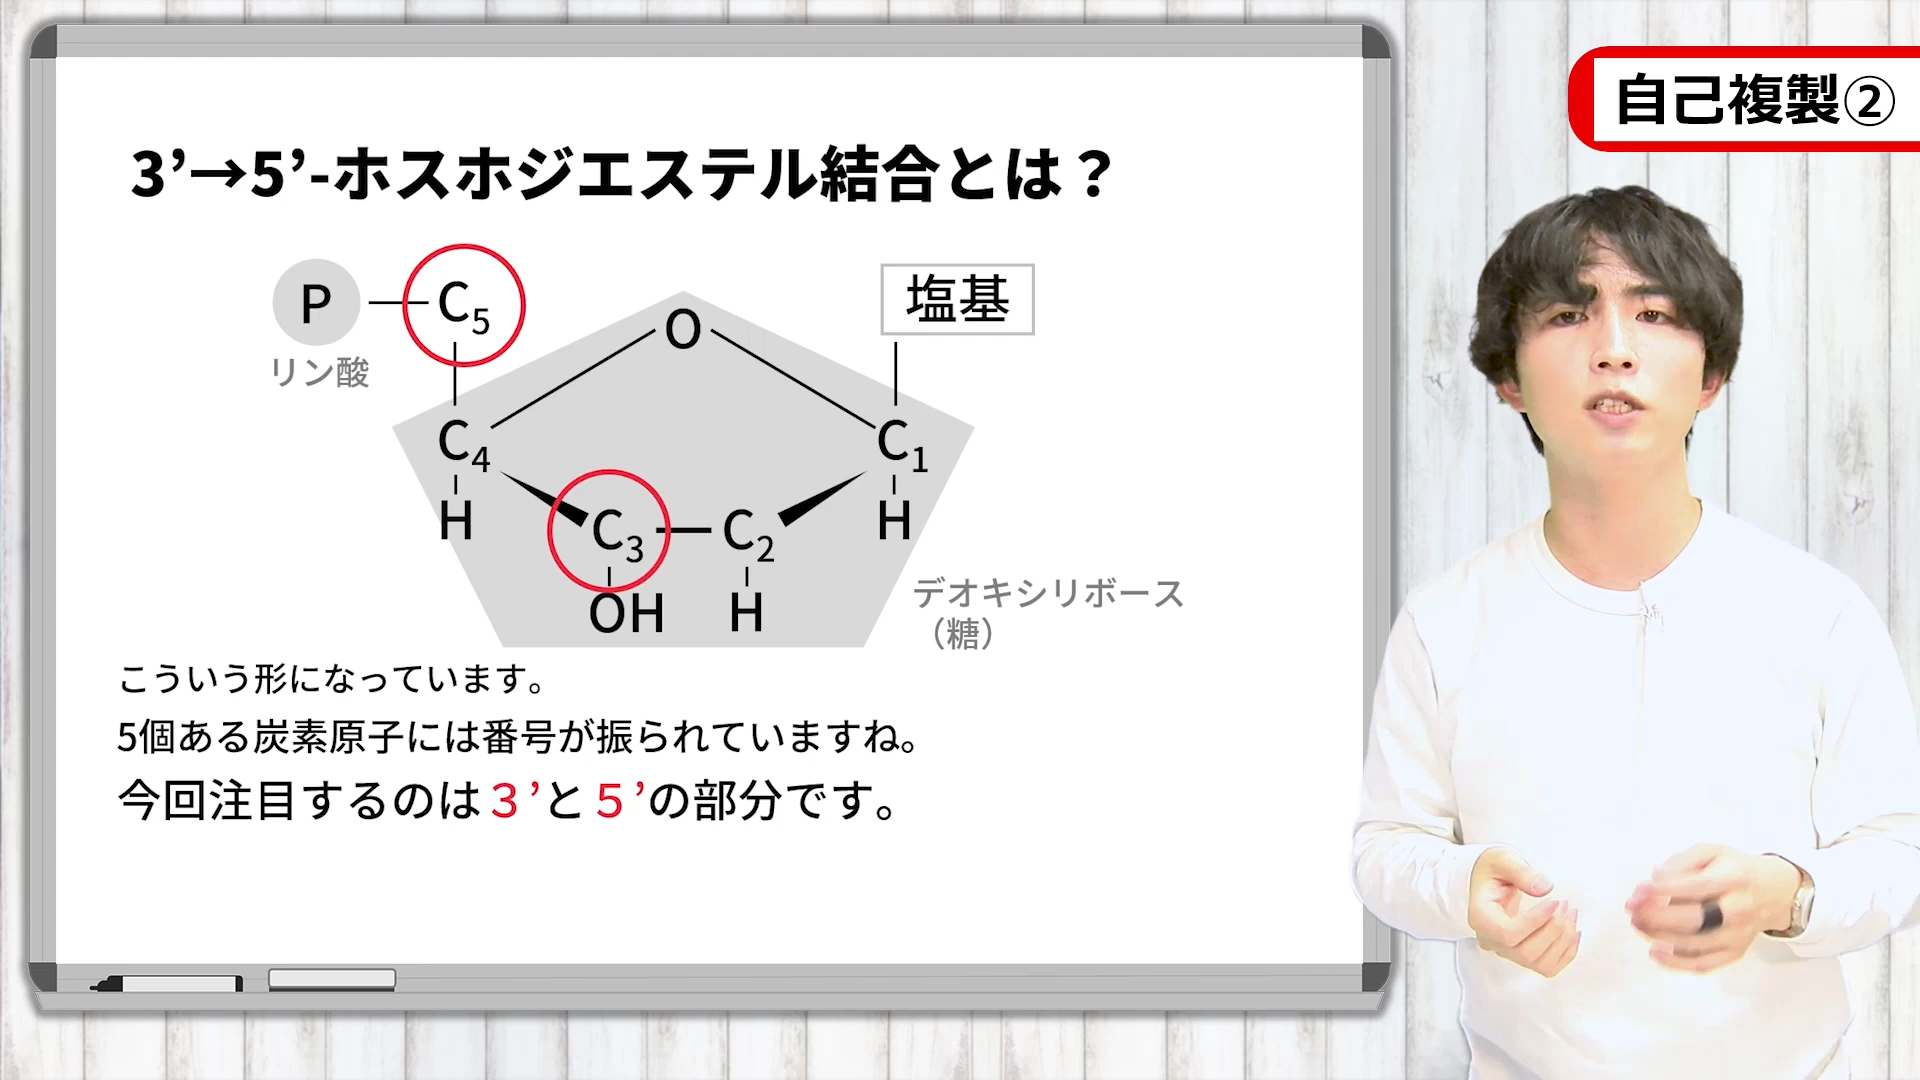 自己複製②
3’→5’-ホスホジエステル結合とは？
P
リン酸
C5
O
塩基
C4
H
C3
OH
C2
H
C1
H
デオキシリボース
（糖）
こういう形になっています。
5個ある炭素原子には番号が振られていますね。
今回注目するのは３’と５’の部分です。